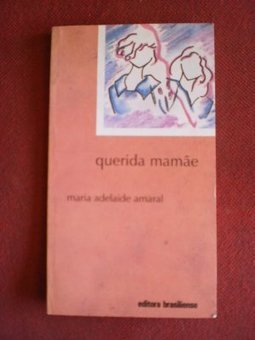 querida mamãe
maria adelaide amaral
editora brasiliense